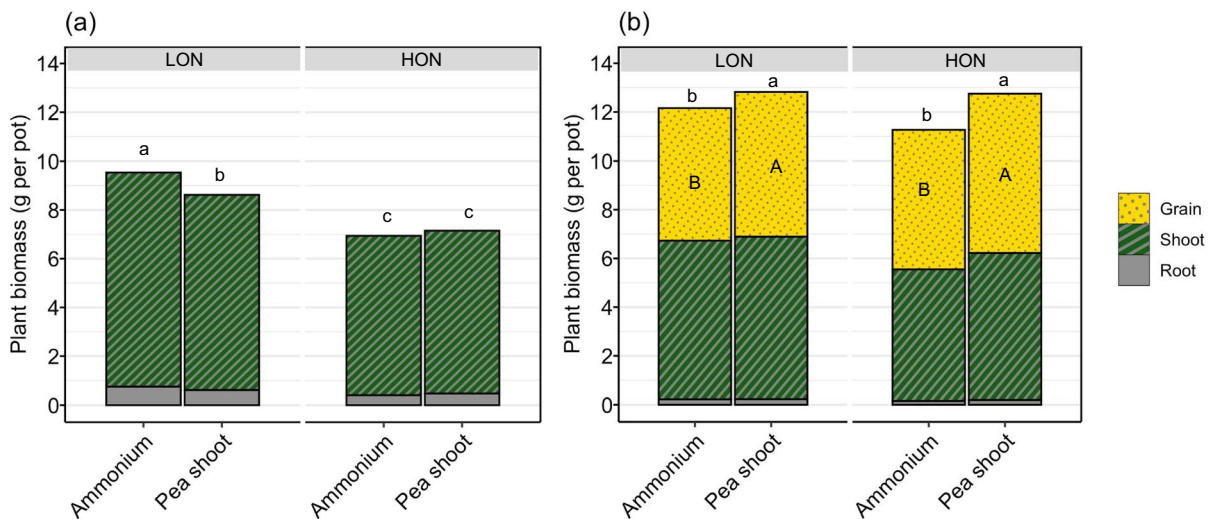 (a)
LON
HON
Plant biomass (g per pot)
14
12
10
8
6
4
2
0
a
b
c
c
Ammonium
Pea shoot
Ammonium
Pea shoot
(b)
LON
HON
Plant biomass (g per pot)
14
12
10
8
6
4
2
0
b
a
b
a
B
A
B
A
Ammonium
Pea shoot
Ammonium
Pea shoot
Grain
Shoot
Root